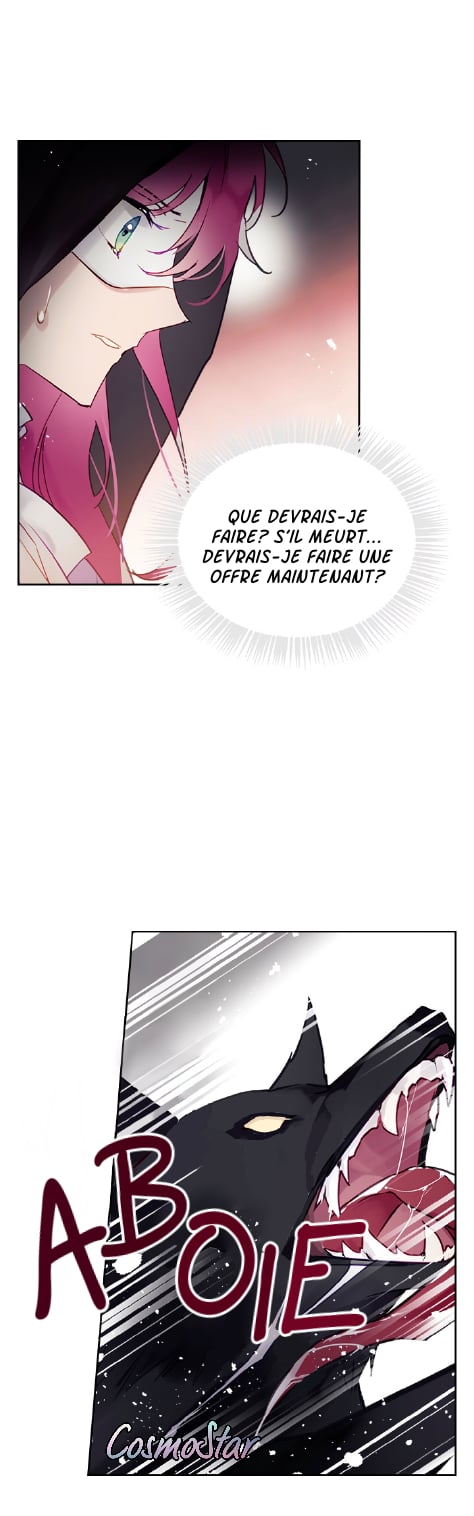 QUE DEVRAIS-JE
FAIRE? S'IL MEURT...
DEVRAIS-JE FAIRE UNE
OFFRE MAINTENANT?
ABOIE
CosmoStar